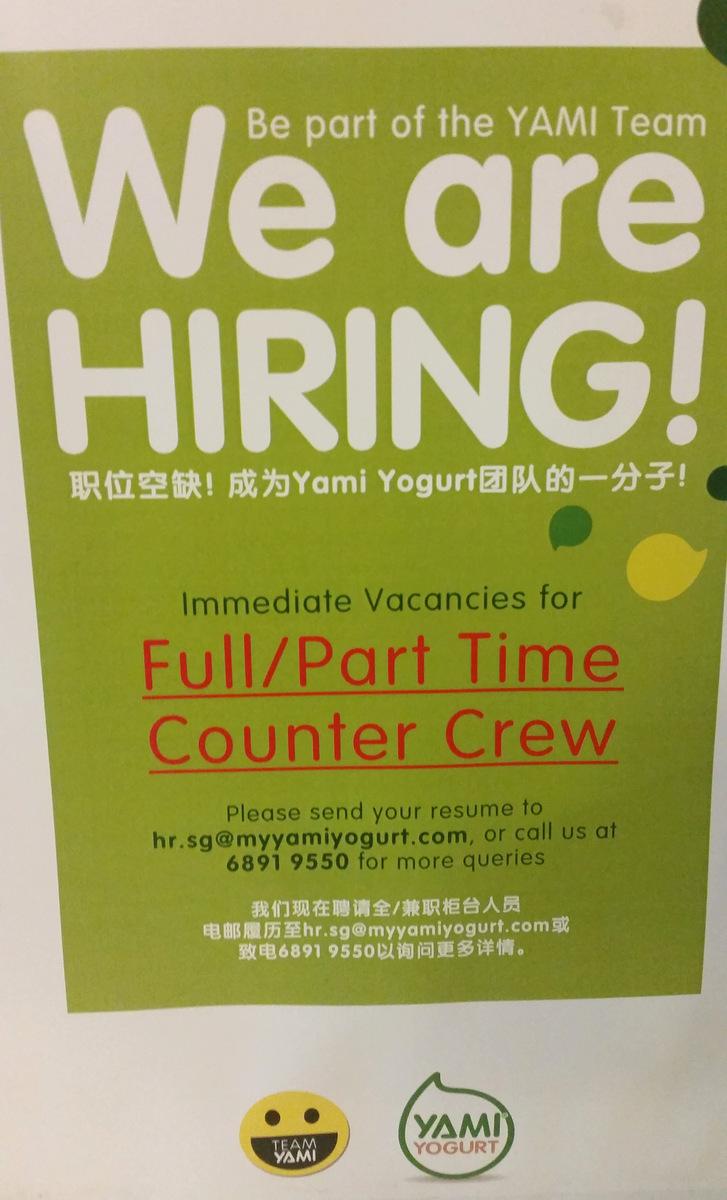 Be part of the YAMI Team
We are
HIRING!
职位空缺! 成为Yami Yogurt团队的一分子!
Immediate Vacancies for
Full/Part Time
Counter Crew
Please send your resume to
hr.sg@myyamiyogurt.com, or call us at
6891 9550 for more queries
我们现在聘请全/兼职柜台人员
电邮履历至hr.sg@myyamiyogurt.com或
致电6891 9550以询问更多详情。
TEAM
YAMI
YAMI®
YOGURT